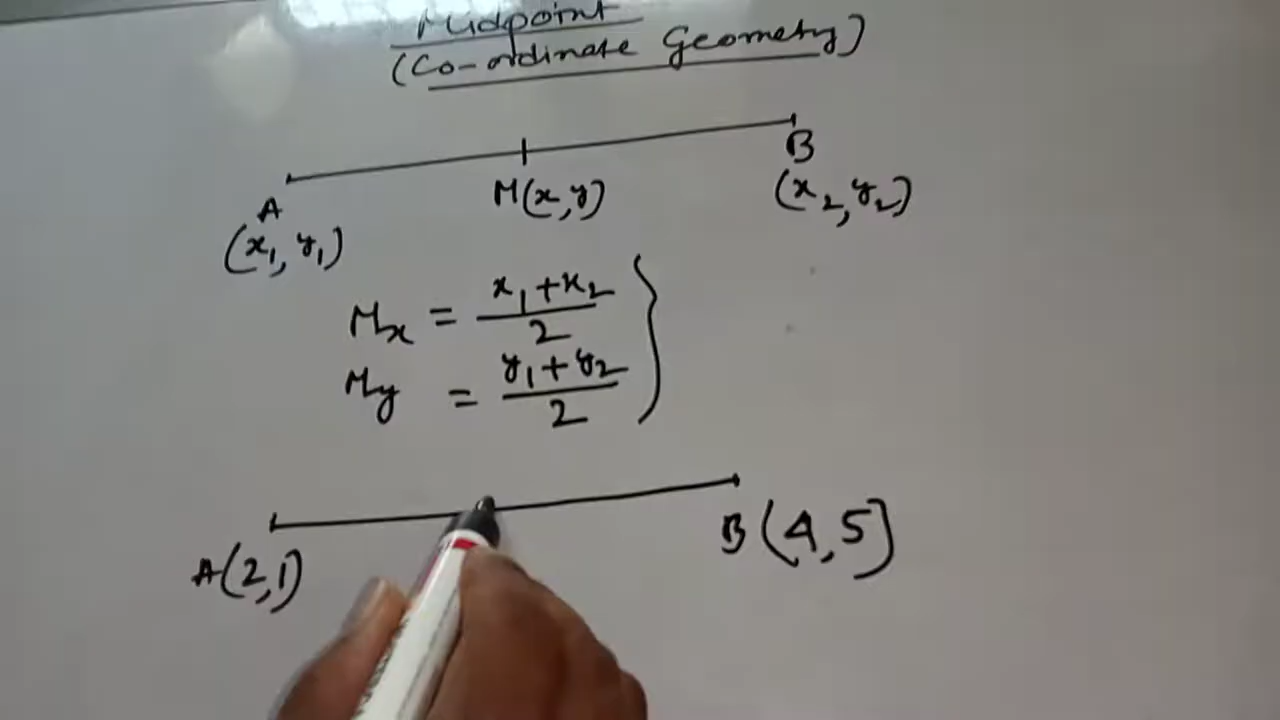 Midpoint
(Co-ordinate Geometry)
A
(x₁, y₁)
M(x,y)
B
(x₂, y₂)
Mx = x₁+x₂/2
My = y₁+y₂/2
A(2,1)
B(4,5)